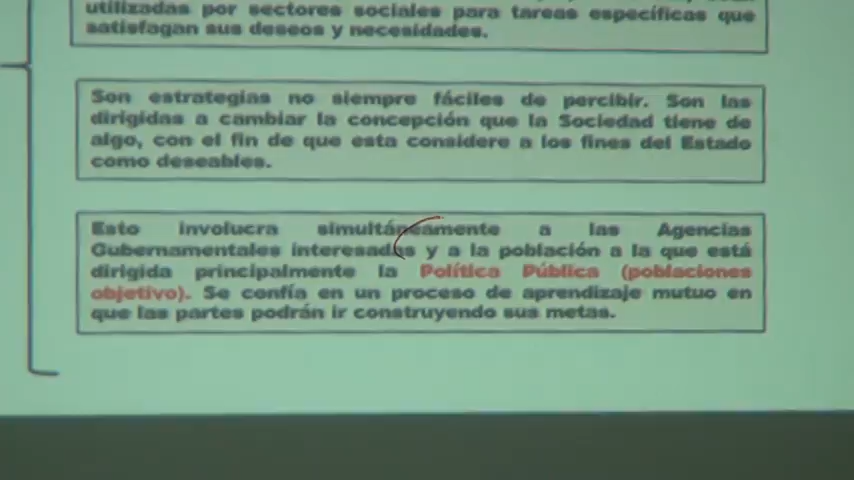 utilizadas por sectores sociales para tareas específicas que
satisfagan sus deseos y necesidades.
Son estrategias no siempre fáciles de percibir. Son las
dirigidas a cambiar la concepción que la Sociedad tiene de
algo, con el fin de que esta considere a los fines del Estado
como deseables.
Esto involucra simultáneamente a las Agencias
Gubernamentales interesadas y a la población a la que está
dirigida principalmente la Política Pública (poblaciones
objetivo). Se confía en un proceso de aprendizaje mutuo en
que las partes podrán ir construyendo sus metas.